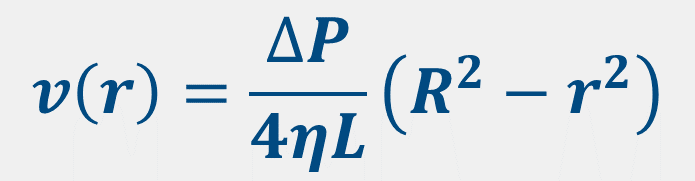 v(r) = ΔP/4ηL (R² − r²)